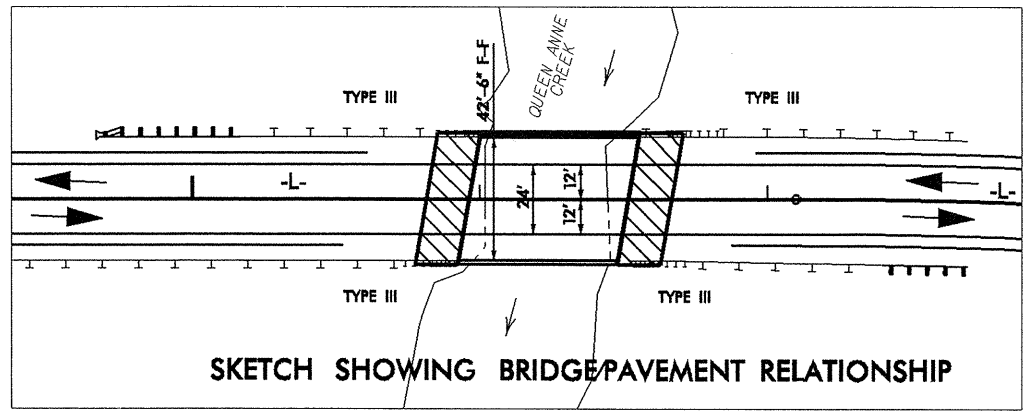 QUEEN ANNE
CREEK
42'-6" F-F
TYPE III
TYPE III
-L-
24'
12'
12'
-L-
TYPE III
TYPE III
SKETCH SHOWING BRIDGE/PAVEMENT RELATIONSHIP